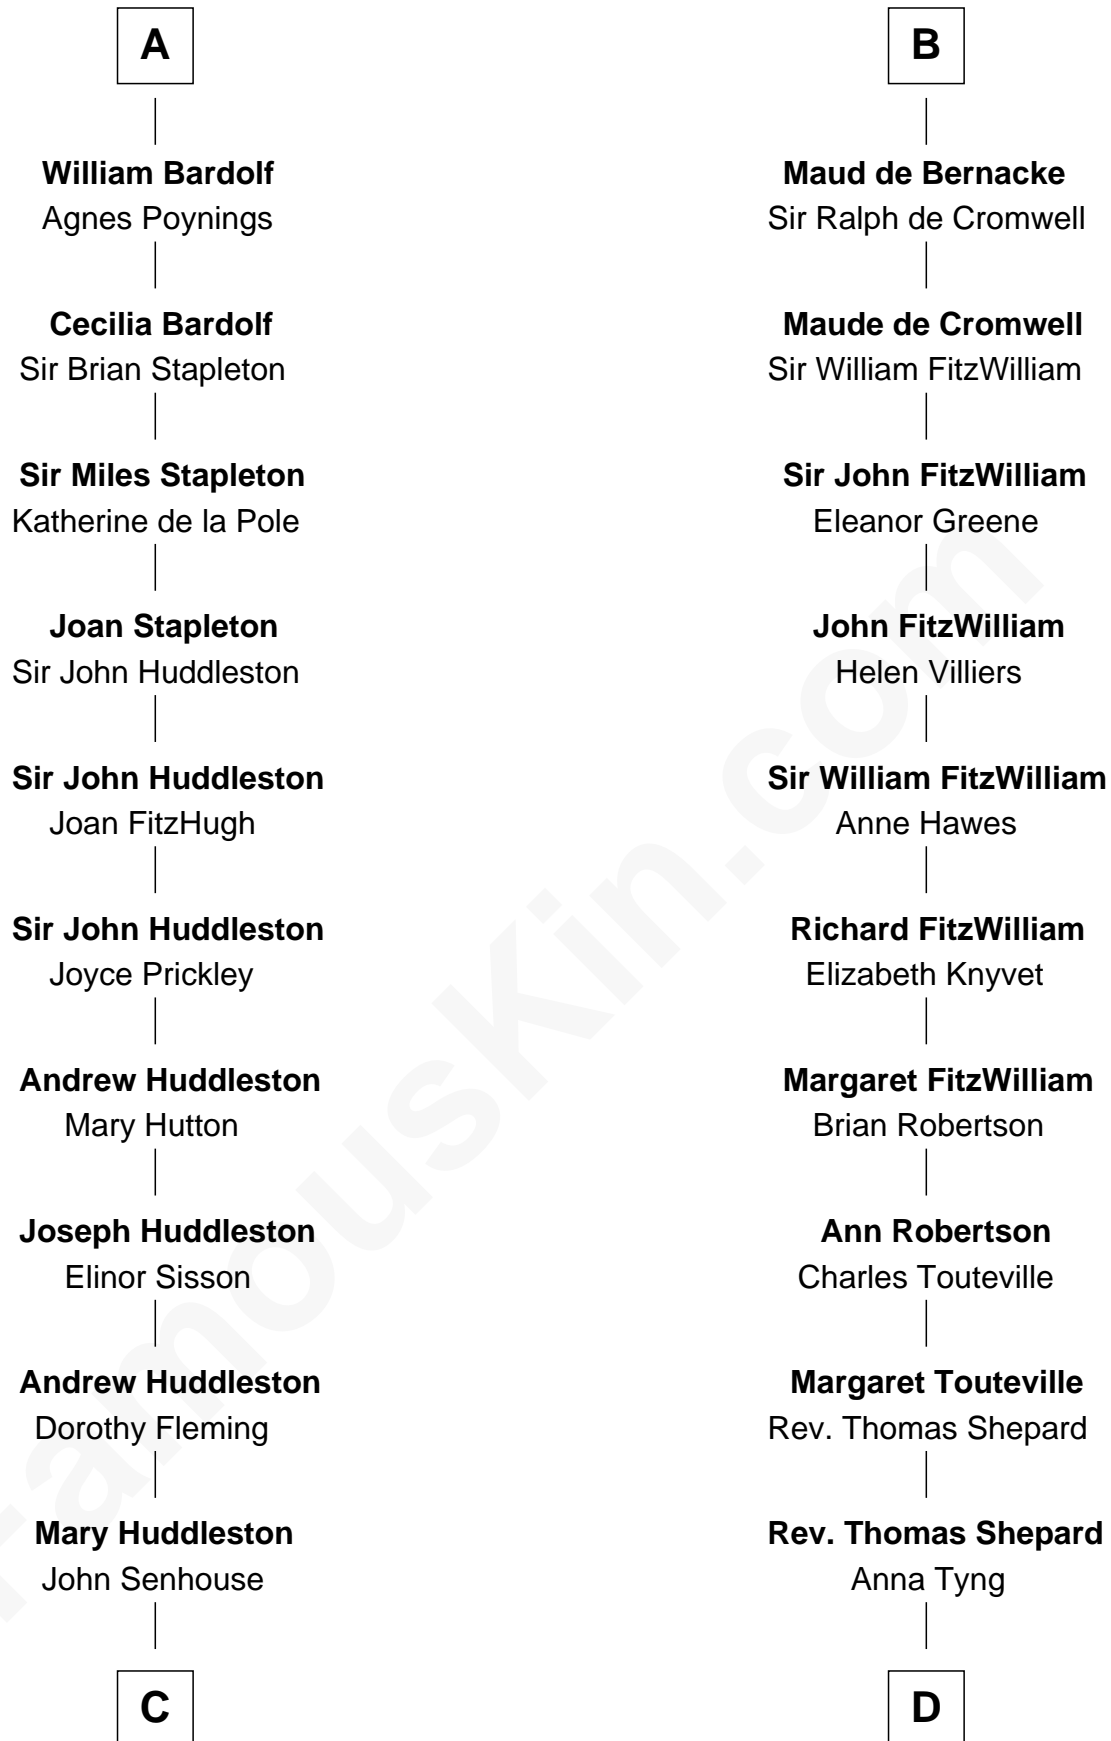 A
William Bardolf
Agnes Poynings
Cecilia Bardolf
Sir Brian Stapleton
Sir Miles Stapleton
Katherine de la Pole
Joan Stapleton
Sir John Huddleston
Sir John Huddleston
Joan FitzHugh
Sir John Huddleston
Joyce Prickley
Andrew Huddleston
Mary Hutton
Joseph Huddleston
Elinor Sisson
Andrew Huddleston
Dorothy Fleming
Mary Huddleston
John Senhouse
C
B
Maud de Bernacke
Sir Ralph de Cromwell
Maude de Cromwell
Sir William FitzWilliam
Sir John FitzWilliam
Eleanor Greene
John FitzWilliam
Helen Villiers
Sir William FitzWilliam
Anne Hawes
Richard FitzWilliam
Elizabeth Knyvet
Margaret FitzWilliam
Brian Robertson
Ann Robertson
Charles Touteville
Margaret Touteville
Rev. Thomas Shepard
Rev. Thomas Shepard
Anna Tyng
D
FamousKin.com